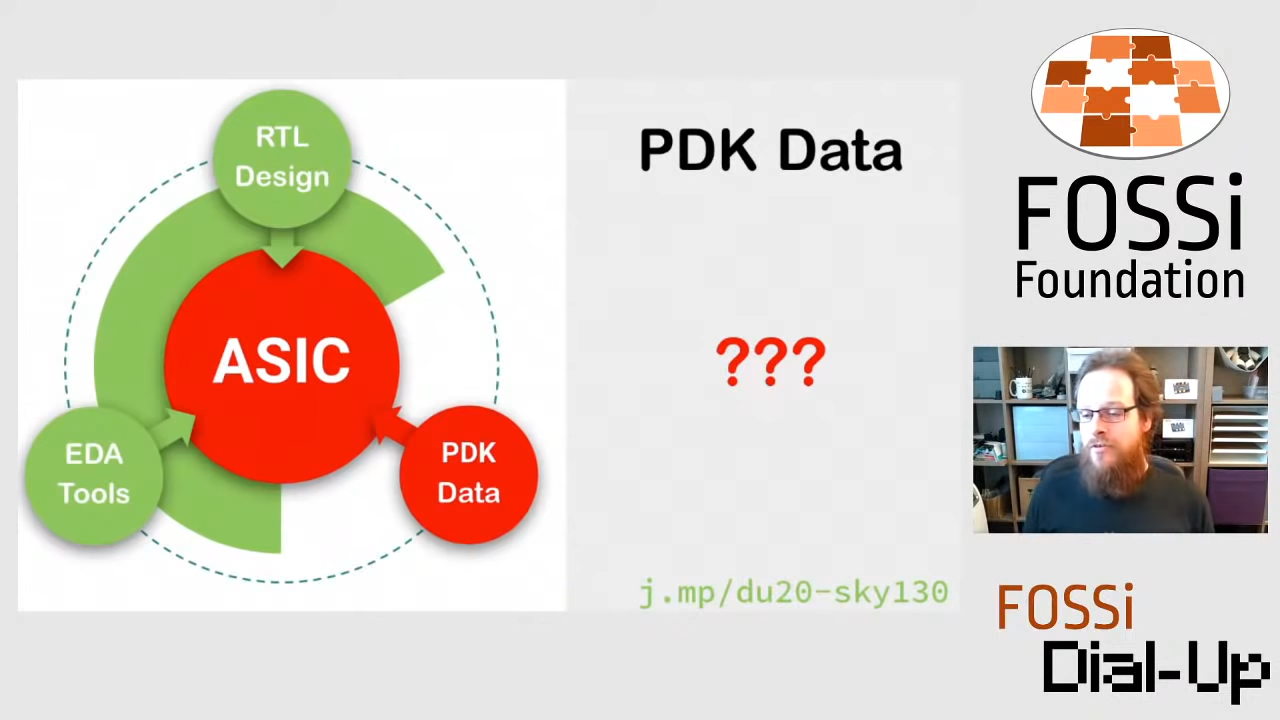 RTL
Design
ASIC
EDA
Tools
PDK
Data
PDK Data
???
j.mp/du20-sky130
FOSSi
Foundation
FOSSi
Dial-Up